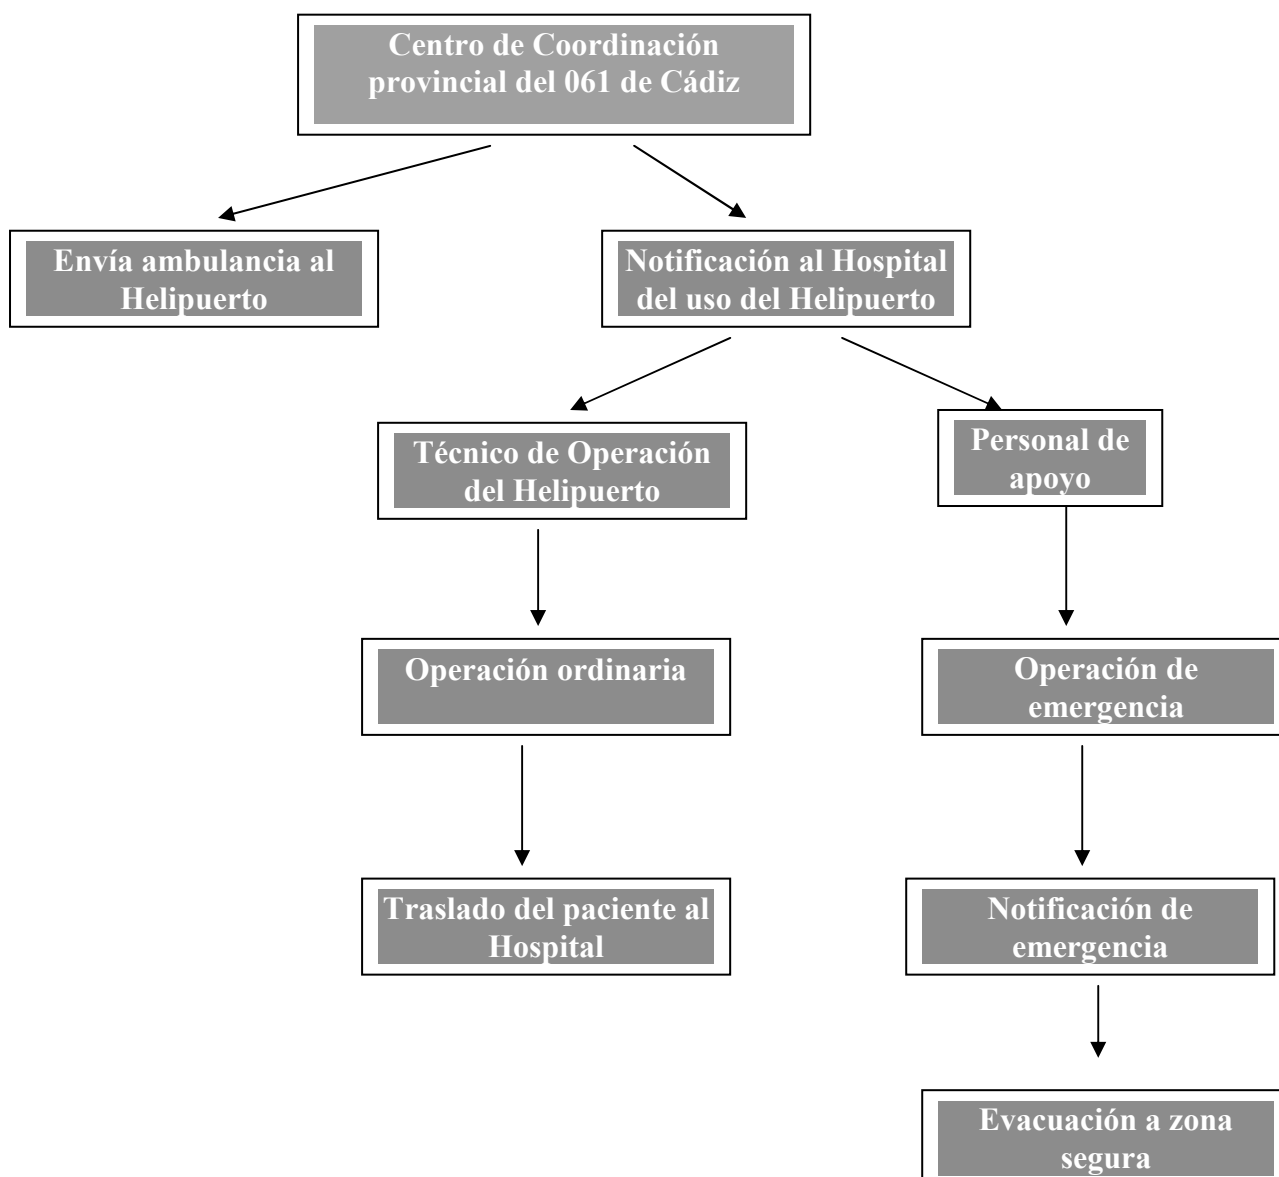 Centro de Coordinación
provincial del 061 de Cádiz
Envía ambulancia al
Helipuerto
Notificación al Hospital
del uso del Helipuerto
Técnico de Operación
del Helipuerto
Personal de
apoyo
Operación ordinaria
Operación de
emergencia
Traslado del paciente al
Hospital
Notificación de
emergencia
Evacuación a zona
segura